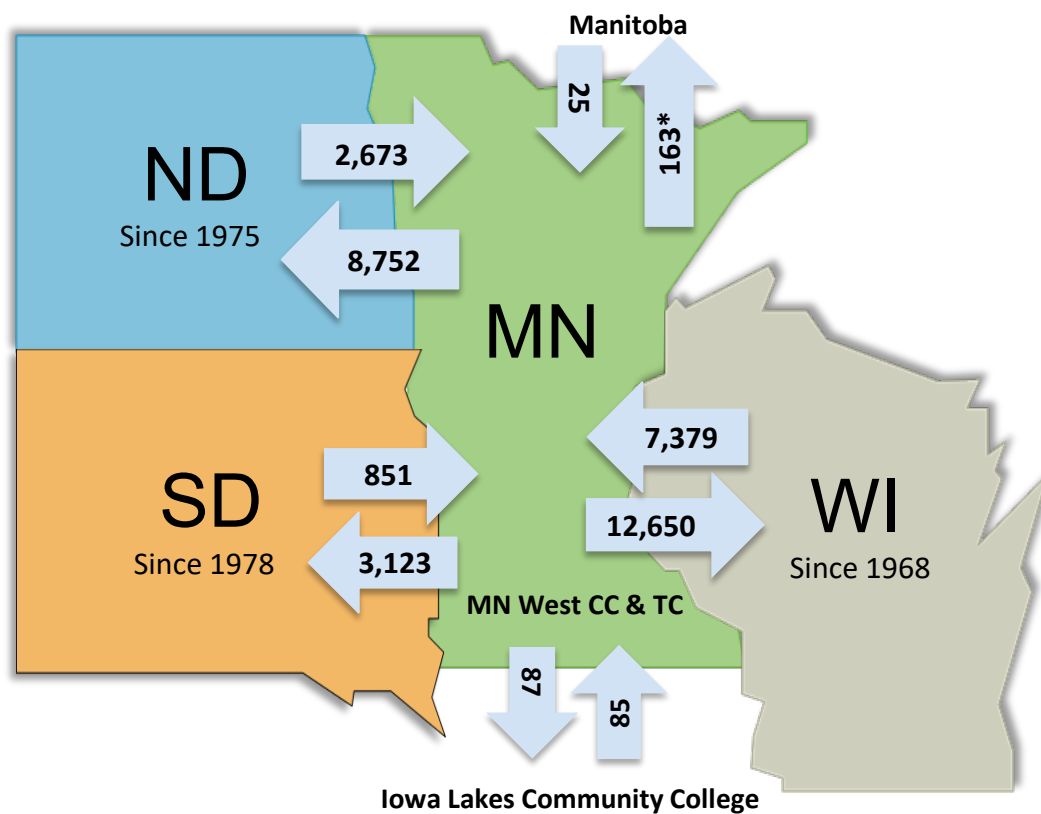 Manitoba
25
163*
2,673
ND
Since 1975
8,752
MN
7,379
851
SD
Since 1978
12,650
WI
Since 1968
3,123
MN West CC & TC
87
85
Iowa Lakes Community College